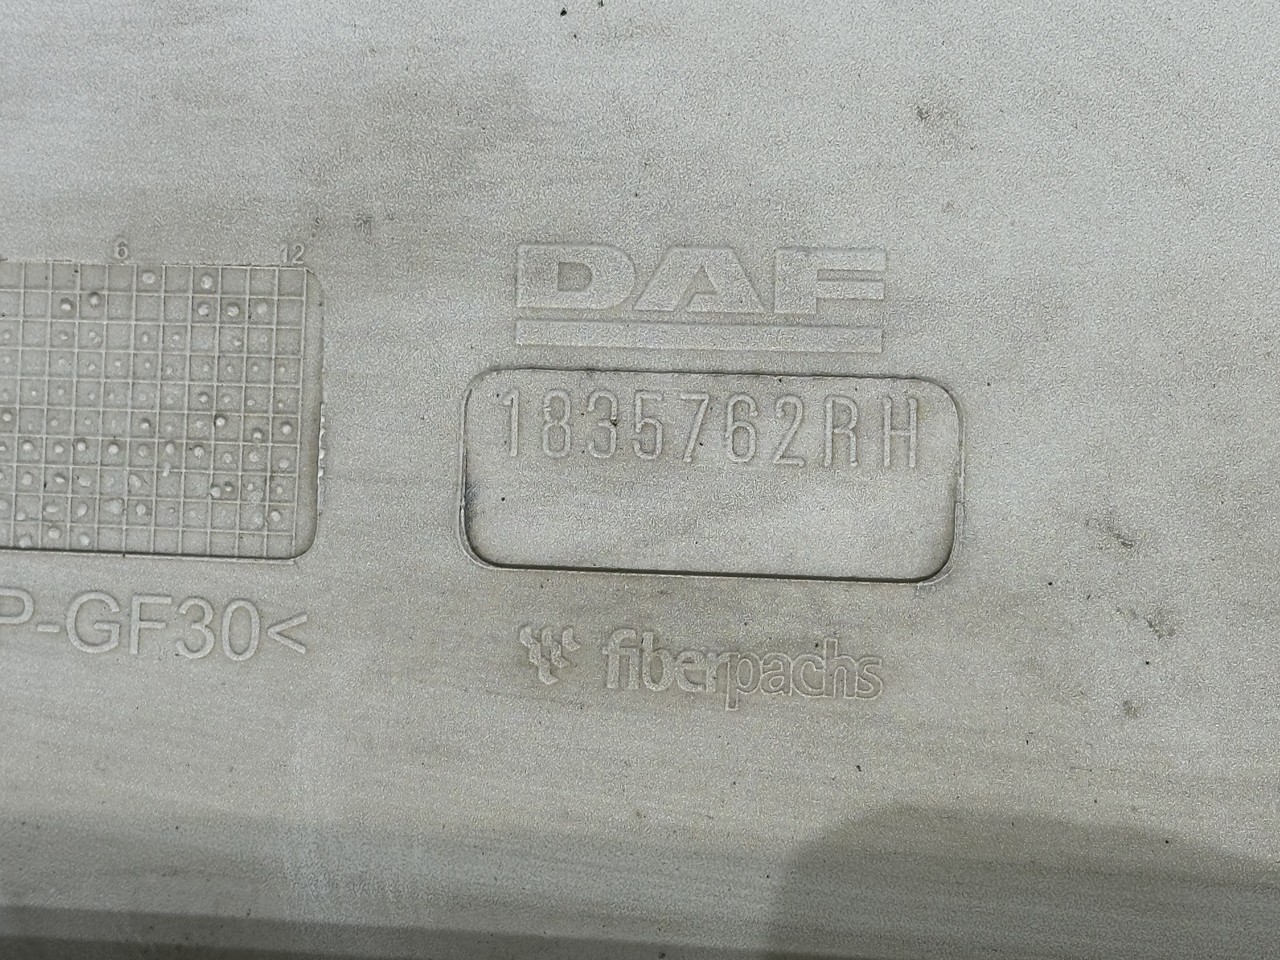 6 12
DAF
1835762RH
P-GF30<
fiberpachs